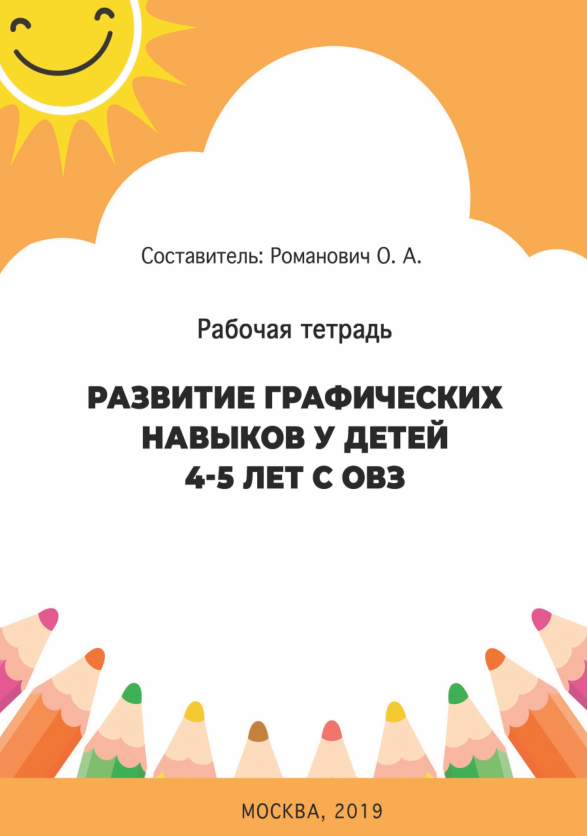 Составитель: Романович О. А.
Рабочая тетрадь
РАЗВИТИЕ ГРАФИЧЕСКИХ
НАВЫКОВ У ДЕТЕЙ
4-5 ЛЕТ С ОВЗ
МОСКВА, 2019